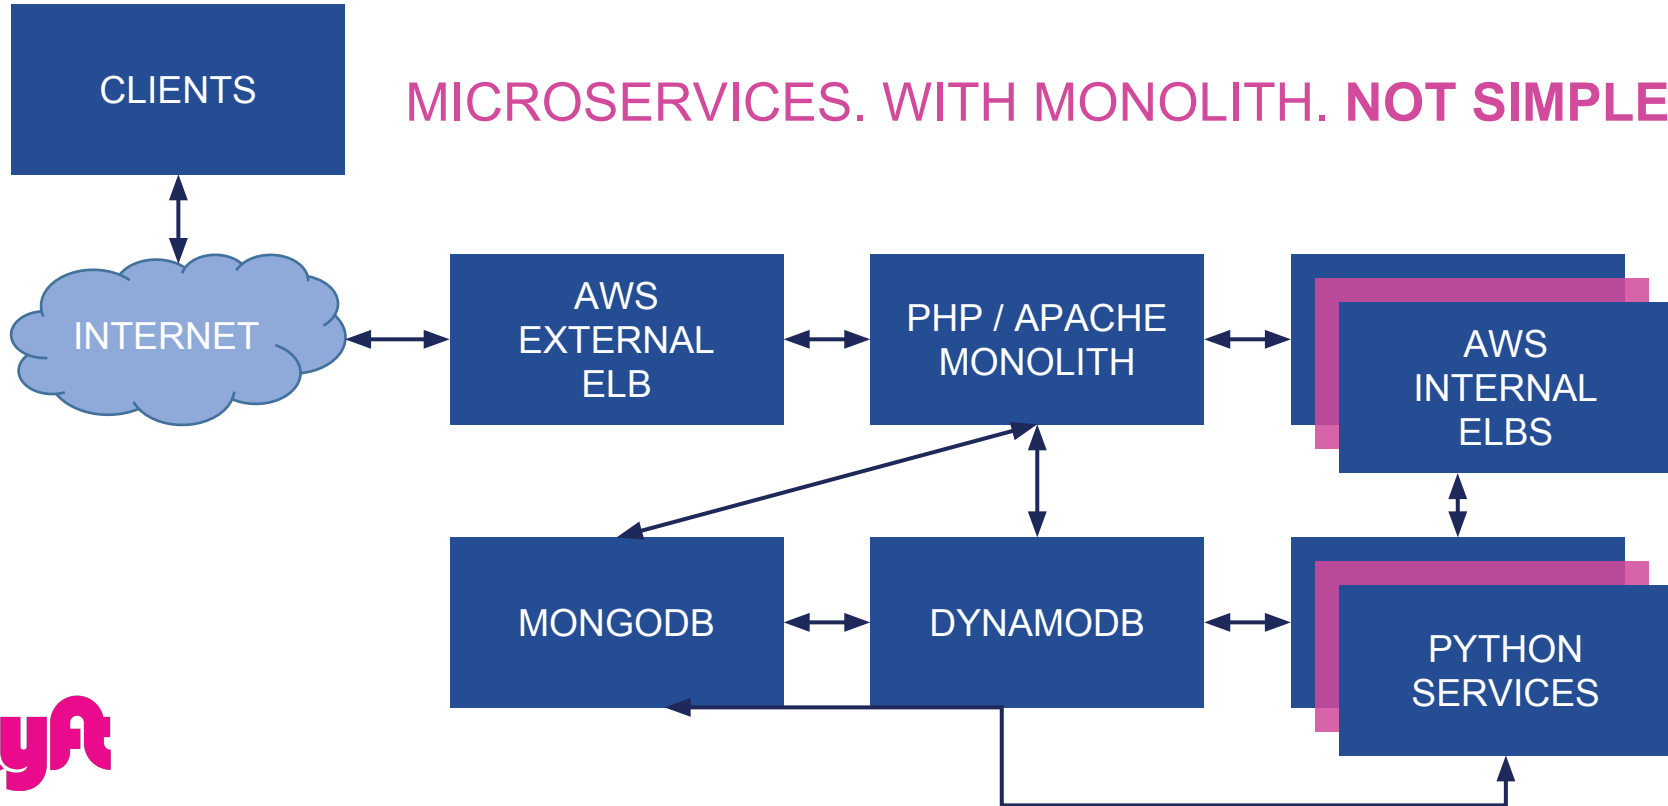 CLIENTS
MICROSERVICES. WITH MONOLITH. NOT SIMPLE
INTERNET
AWS
EXTERNAL
ELB
PHP / APACHE
MONOLITH
AWS
INTERNAL
ELBS
MONGODB
DYNAMODB
PYTHON
SERVICES
lyft